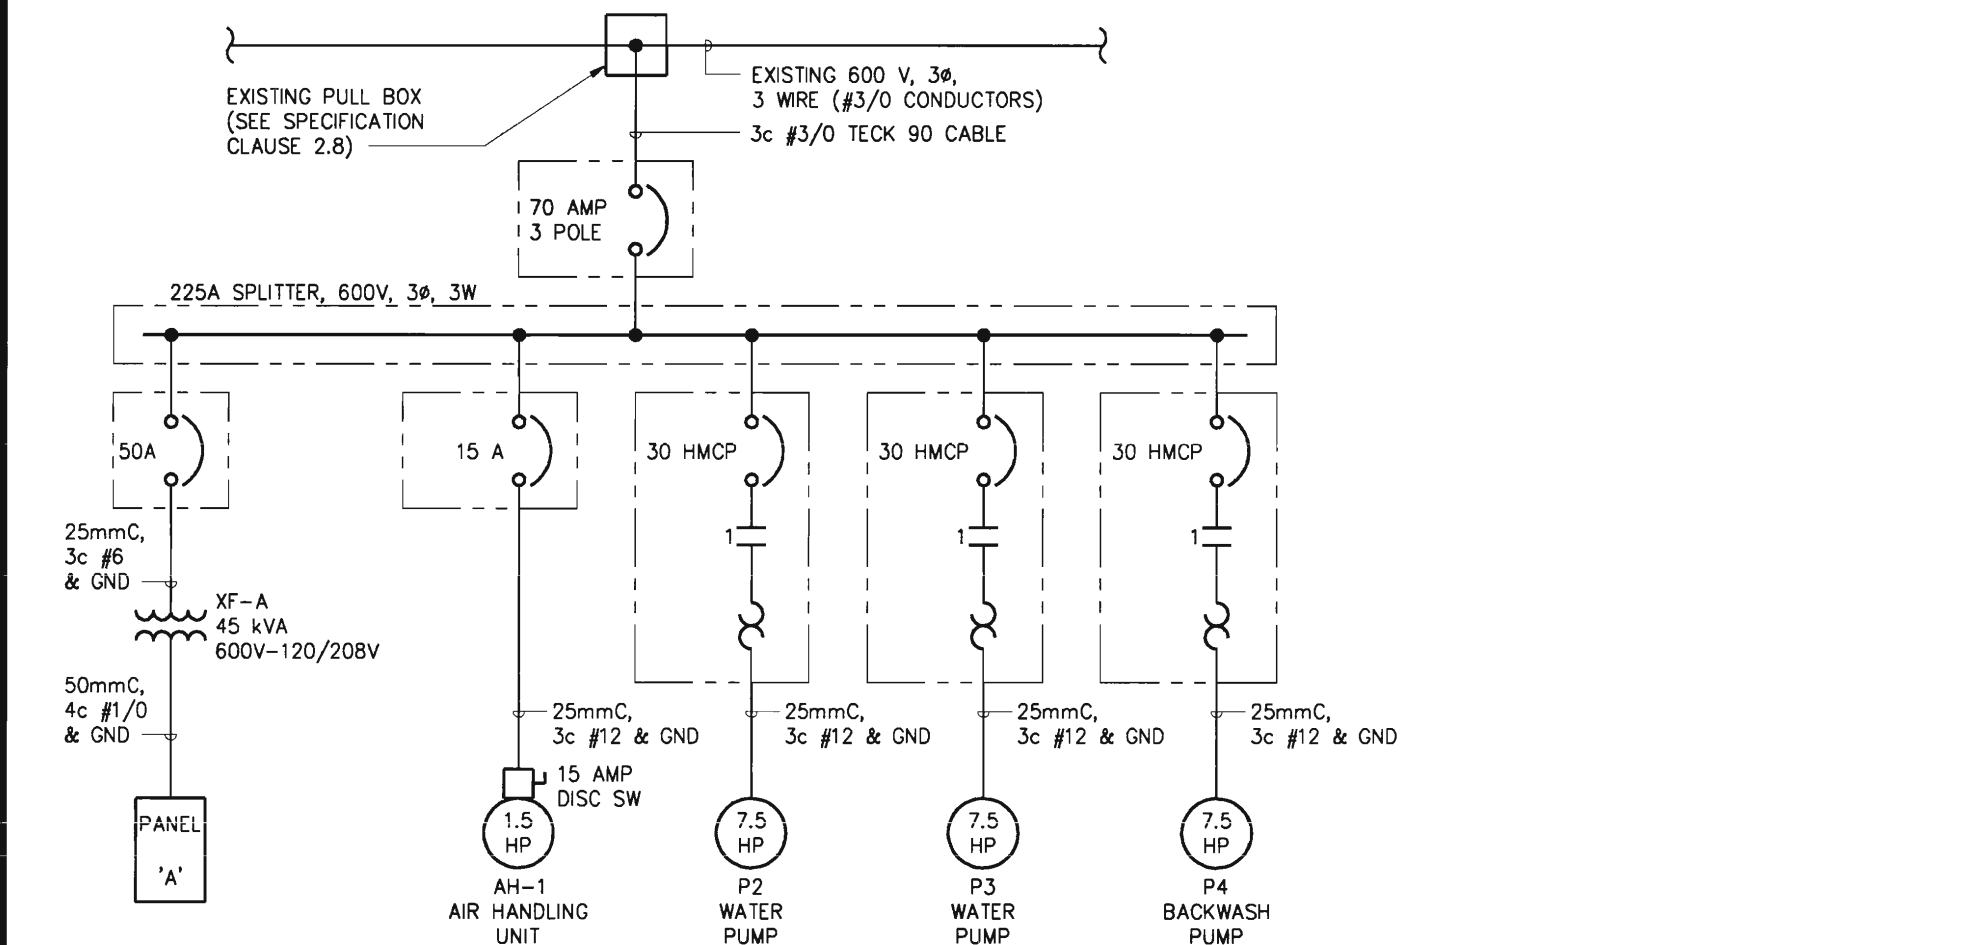 EXISTING PULL BOX
(SEE SPECIFICATION
CLAUSE 2.8)
EXISTING 600 V, 3ø,
3 WIRE (#3/0 CONDUCTORS)
3c #3/0 TECK 90 CABLE
70 AMP
3 POLE
225A SPLITTER, 600V, 3ø, 3W
50A
15 A
30 HMCP
30 HMCP
30 HMCP
1
1
1
25mmC,
3c #6
& GND
XF-A
45 kVA
600V-120/208V
50mmC,
4c #1/0
& GND
25mmC,
3c #12 & GND
25mmC,
3c #12 & GND
25mmC,
3c #12 & GND
25mmC,
3c #12 & GND
15 AMP
DISC SW
PANEL
'A'
1.5
HP
AH-1
AIR HANDLING
UNIT
7.5
HP
P2
WATER
PUMP
7.5
HP
P3
WATER
PUMP
7.5
HP
P4
BACKWASH
PUMP